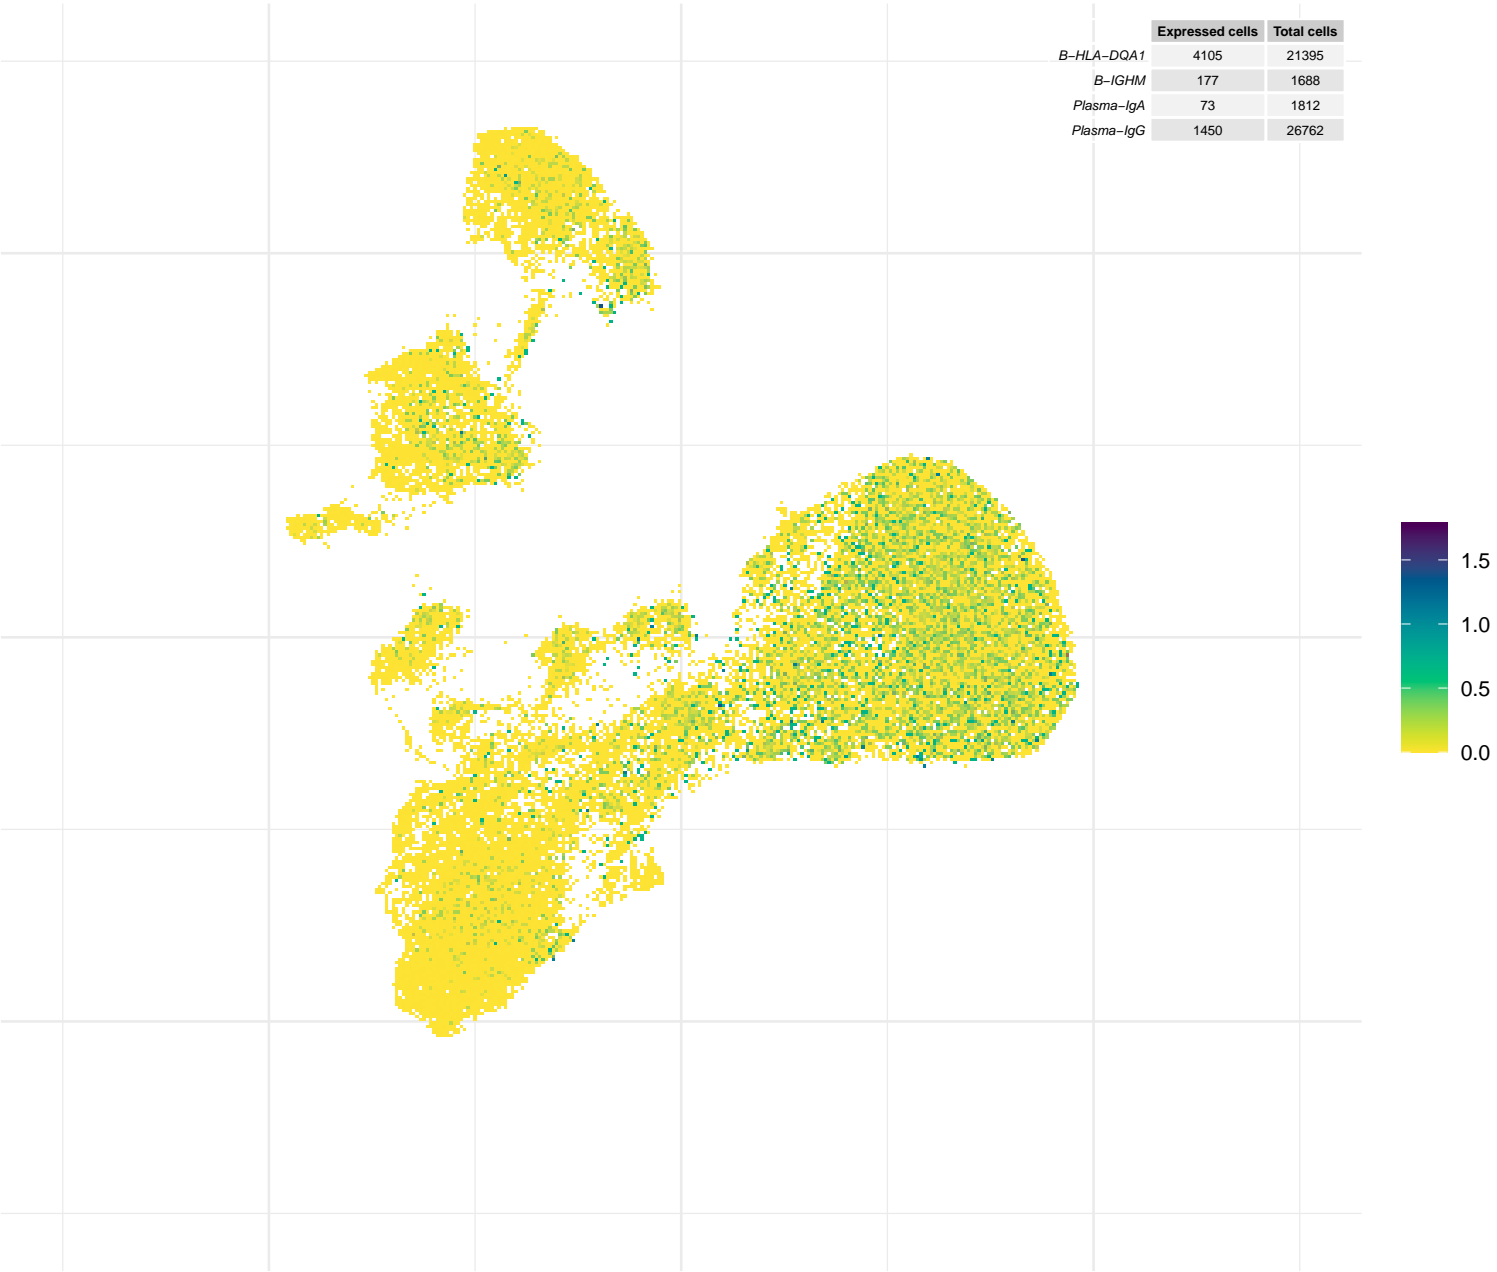 Expressed cells Total cells
B−HLA−DQA1 4105 21395
B−IGHM 177 1688
Plasma−IgA 73 1812
Plasma−IgG 1450 26762
1.5
1.0
0.5
0.0